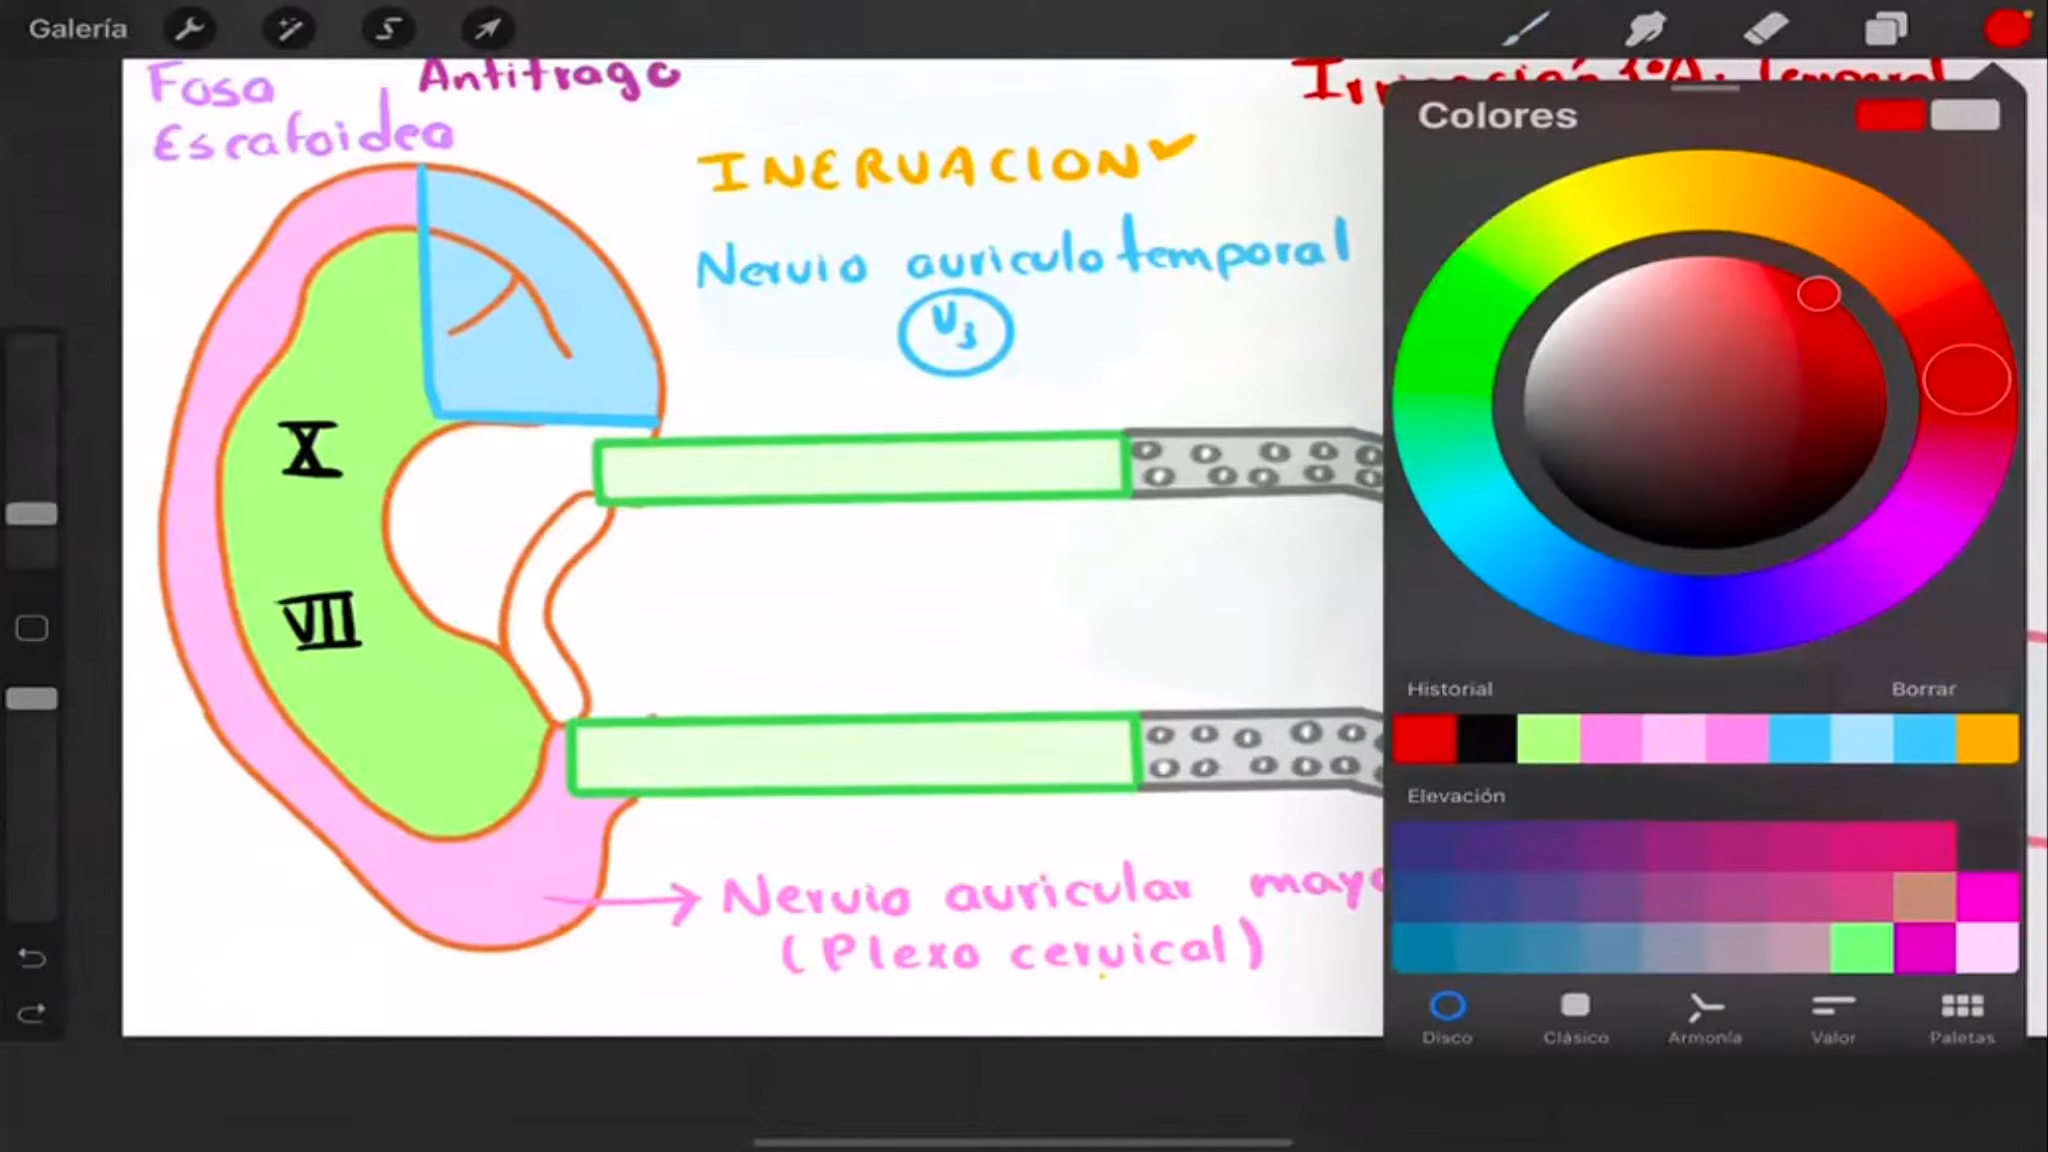 Galería
Fosa
Escafoidea
Antitrago
Temporal
Colores
INERVACION
Nervio auriculotemporal
V3
X
VII
Historial
Borrar
Elevación
Nervio auricular
(Plexo cervical)
Disco
Clásico
Armonía
Valor
Paletas